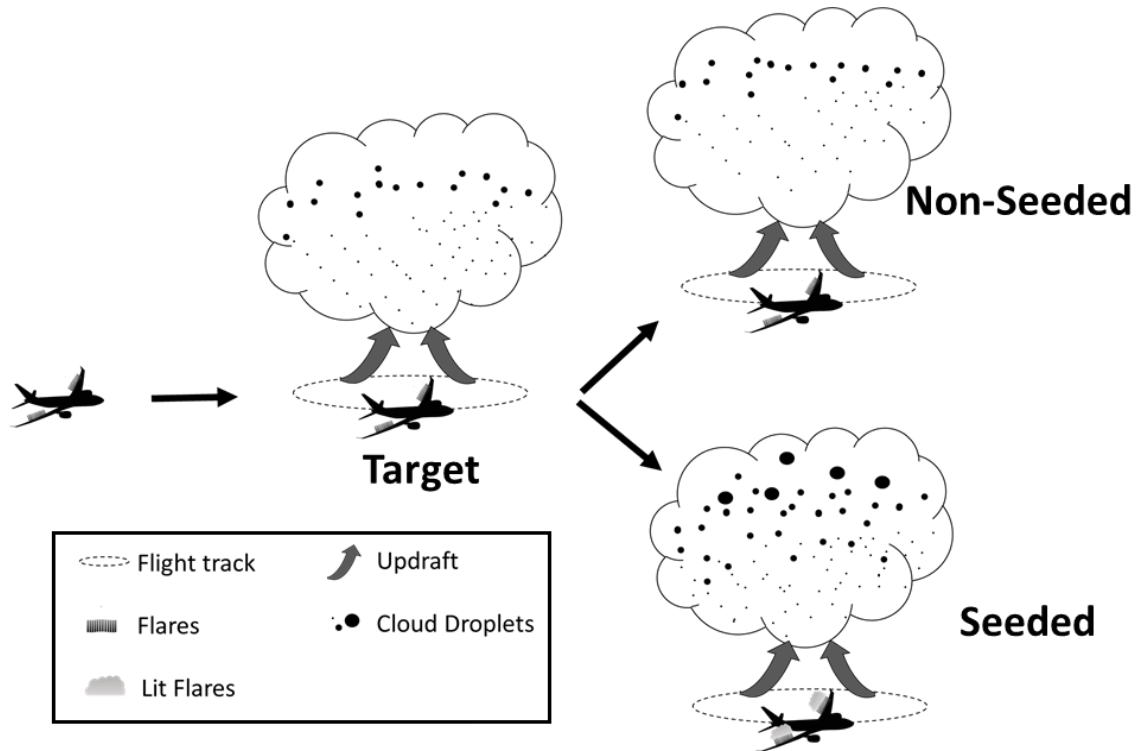 Non-Seeded
Target
Flight track
Updraft
Flares
Cloud Droplets
Lit Flares
Seeded